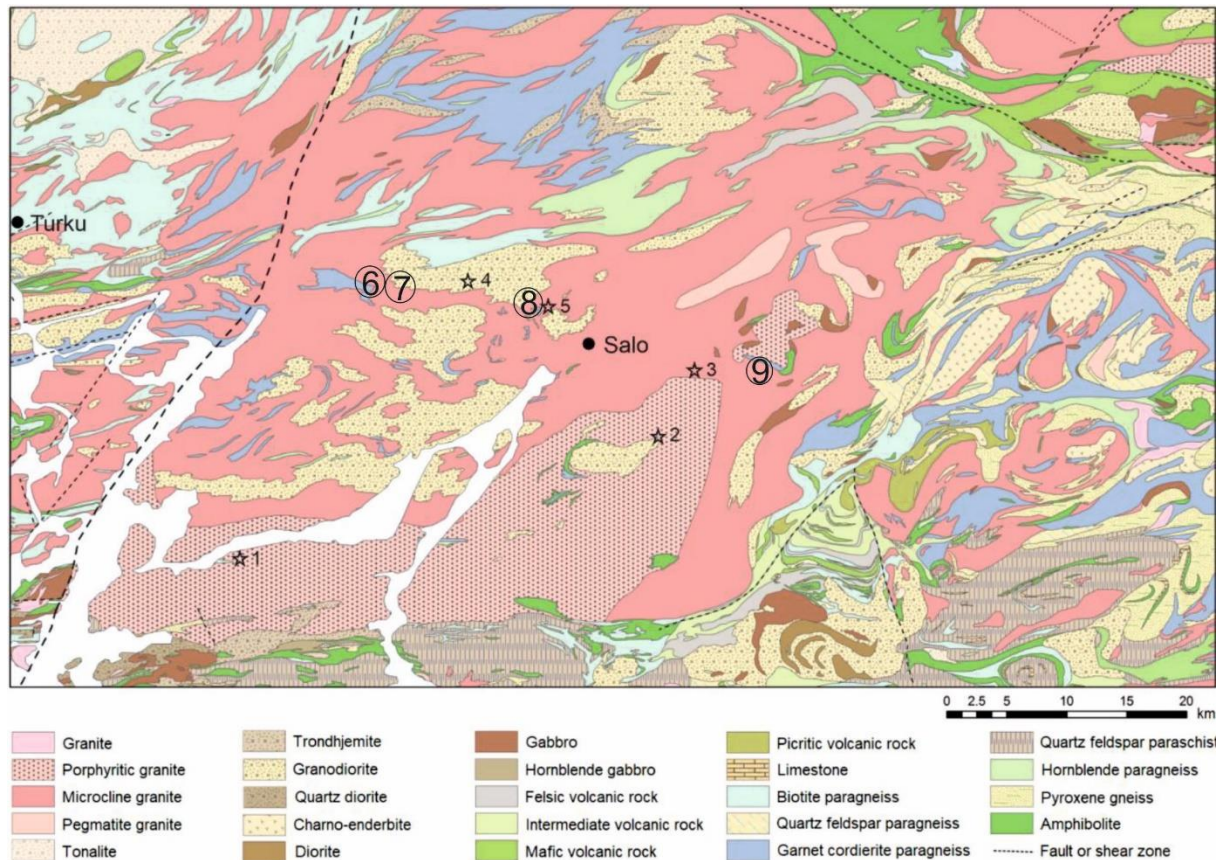 Túrku
⑥
⑦
4
⑧
5
Salo
3
⑨
2
1
0 2.5 5 10 15 20
km
Granite
Porphyritic granite
Microcline granite
Pegmatite granite
Tonalite
Trondhjemite
Granodiorite
Quartz diorite
Charno-enderbite
Diorite
Gabbro
Hornblende gabbro
Felsic volcanic rock
Intermediate volcanic rock
Mafic volcanic rock
Picritic volcanic rock
Limestone
Biotite paragneiss
Quartz feldspar paragneiss
Garnet cordierite paragneiss
Quartz feldspar paraschist
Hornblende paragneiss
Pyroxene gneiss
Amphibolite
Fault or shear zone